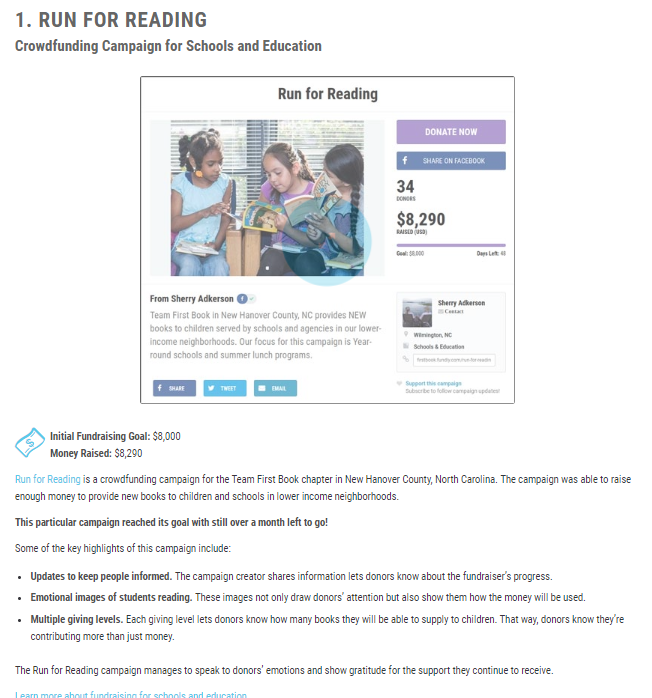 1. RUN FOR READING
Crowdfunding Campaign for Schools and Education
Run for Reading
DONATE NOW
f SHARE ON FACEBOOK
34
DONORS
$8,290
RAISED (USD)
Goal: $8,000 Days Left: 48
From Sherry Adkerson
Team First Book in New Hanover County, NC provides NEW
books to children served by schools and agencies in our lower-
income neighborhoods. Our focus for this campaign is Year-
round schools and summer lunch programs.
f SHARE
TWEET
EMAIL
Sherry Adkerson
Contact
Wilmington, NC
Schools & Education
Support this campaign
Subscribe to follow campaign updates!
Initial Fundraising Goal: $8,000
Money Raised: $8,290
Run for Reading is a crowdfunding campaign for the Team First Book chapter in New Hanover County, North Carolina. The campaign was able to raise
enough money to provide new books to children and schools in lower income neighborhoods.
This particular campaign reached its goal with still over a month left to go!
Some of the key highlights of this campaign include:
• Updates to keep people informed. The campaign creator shares information lets donors know about the fundraiser's progress.
• Emotional images of students reading. These images not only draw donors' attention but also show them how the money will be used.
• Multiple giving levels. Each giving level lets donors know how many books they will be able to supply to children. That way, donors know they're
contributing more than just money.
The Run for Reading campaign manages to speak to donors' emotions and show gratitude for the support they continue to receive.
Learn more about fundraising for schools and education